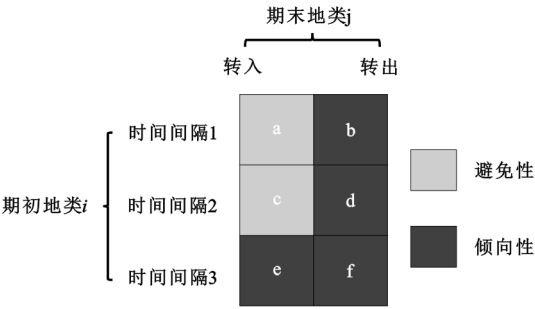 期末地类j
转入 转出
时间间隔1 a b
避免性
期初地类i 时间间隔2 c d
倾向性
时间间隔3 e f